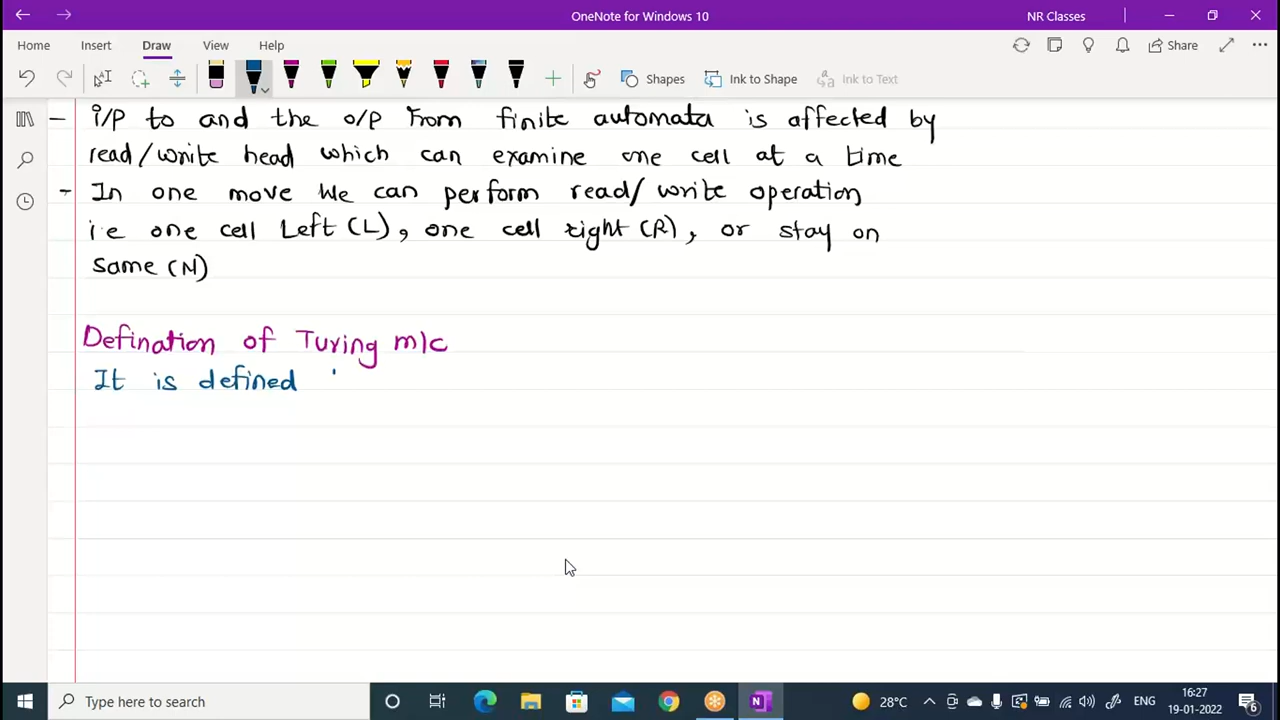 OneNote for Windows 10
NR Classes
Home Insert Draw View Help
Share
Shapes
Ink to Shape
Ink to Text
– i/p to and the o/p from finite automata is affected by
read/write head which can examine one cell at a time
- In one move We can perform read/write operation
i.e one cell Left (L), one cell right (R), or stay on
Same (N)
Defination of Turing m/c
It is defined
Type here to search
28°C
ENG
16:27
19-01-2022
6